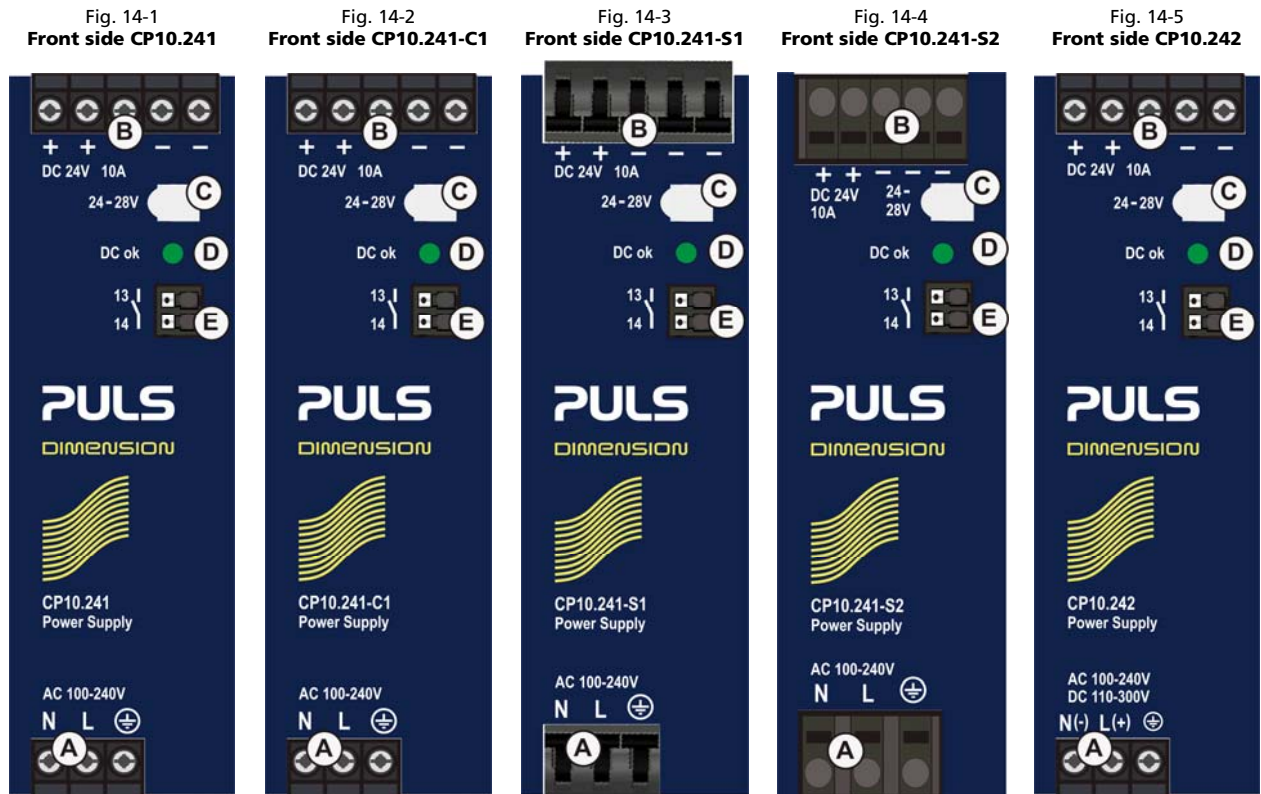 Fig. 14-1
Front side CP10.241
B
+ + − −
DC 24V 10A
C
24-28V
DC ok
D
13
14
E
PULS
DIMENSION
CP10.241
Power Supply
AC 100-240V
N L
A
Fig. 14-2
Front side CP10.241-C1
B
+ + − −
DC 24V 10A
C
24-28V
DC ok
D
13
14
E
PULS
DIMENSION
CP10.241-C1
Power Supply
AC 100-240V
N L
A
Fig. 14-3
Front side CP10.241-S1
B
+ + − − −
DC 24V 10A
C
24-28V
DC ok
D
13
14
E
PULS
DIMENSION
CP10.241-S1
Power Supply
AC 100-240V
N L
A
Fig. 14-4
Front side CP10.241-S2
B
+ + − − −
C
DC 24V
10A
24-
28V
DC ok
D
13
14
E
PULS
DIMENSION
CP10.241-S2
Power Supply
AC 100-240V
N L
A
Fig. 14-5
Front side CP10.242
B
+ + − −
DC 24V 10A
C
24-28V
DC ok
D
13
14
E
PULS
DIMENSION
CP10.242
Power Supply
AC 100-240V
DC 110-300V
N(-) L(+)
A